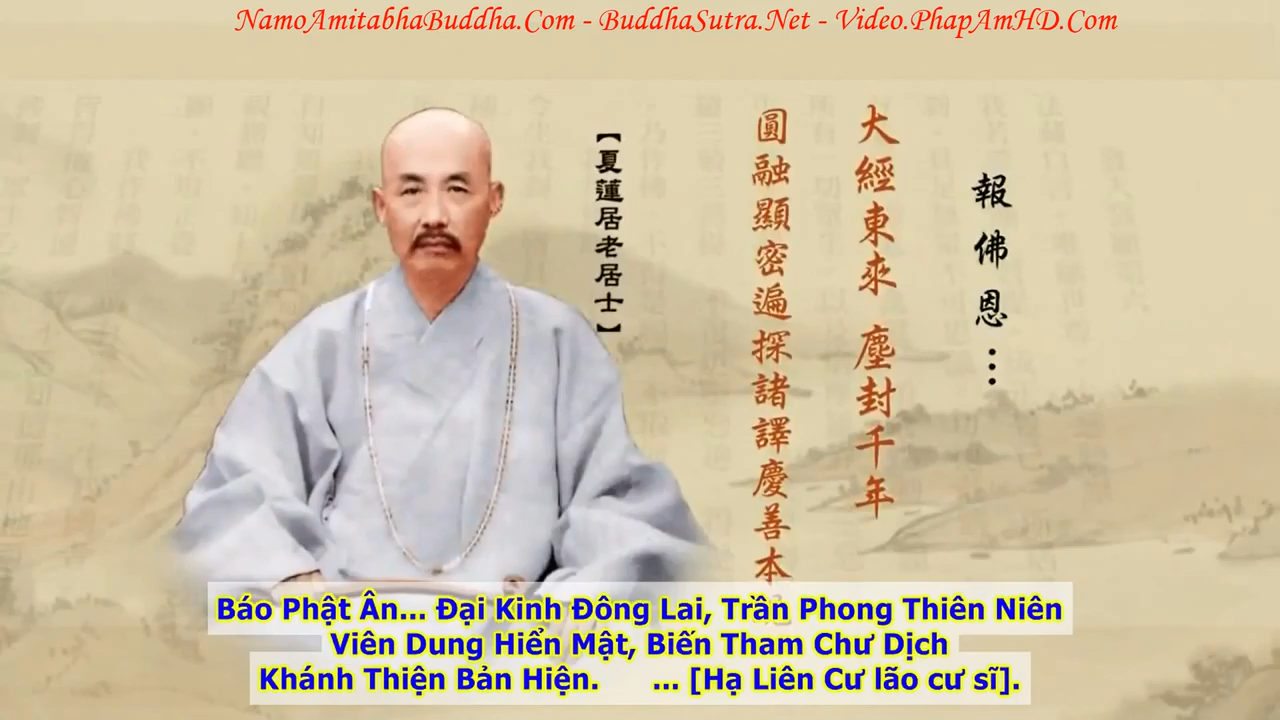 NamoAmitabhaBuddha.Com - BuddhaSutra.Net - Video.PhapAmHD.Com
報佛恩…
大經東來 塵封千年
圓融顯密遍探諸譯慶善本
【夏蓮居老居士】
Báo Phật Ân... Đại Kinh Đông Lai, Trần Phong Thiên Niên
Viên Dung Hiển Mật, Biến Tham Chư Dịch
Khánh Thiện Bản Hiện. ... [Hạ Liên Cư lão cư sĩ].